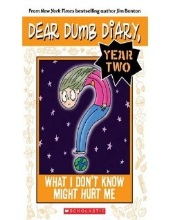 From New York Times bestselling author Jim Benton
DEAR DUMB DIARY,
YEAR
TWO
WHAT I DON'T KNOW
MIGHT HURT ME
SCHOLASTIC